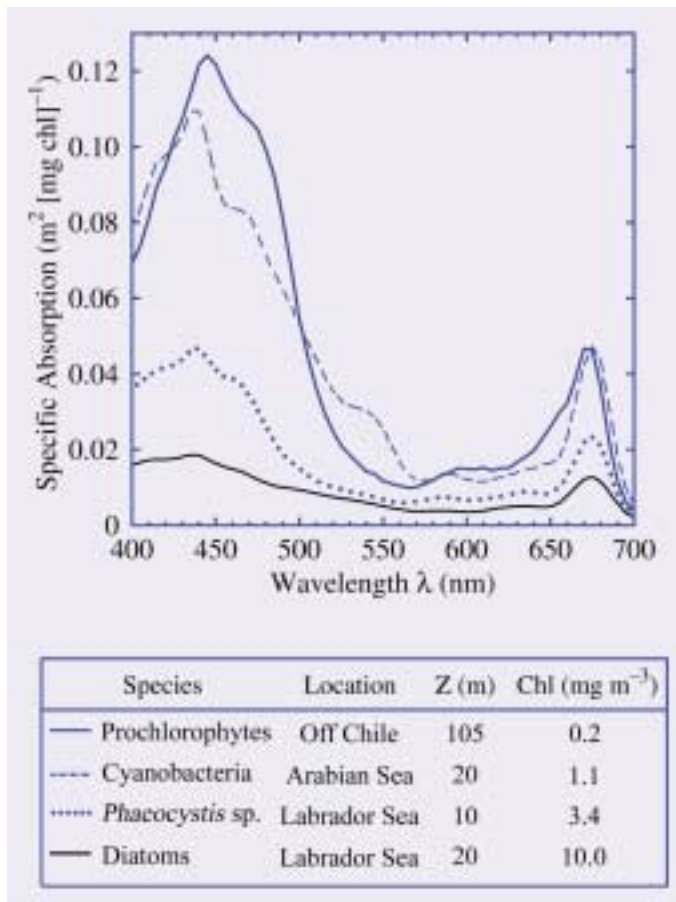 Specific Absorption (m² [mg chl]⁻¹)
0.12
0.10
0.08
0.06
0.04
0.02
0
400 450 500 550 600 650 700
Wavelength λ (nm)
Species Location Z (m) Chl (mg m⁻³)
Prochlorophytes Off Chile 105 0.2
Cyanobacteria Arabian Sea 20 1.1
Phaeocystis sp. Labrador Sea 10 3.4
Diatoms Labrador Sea 20 10.0